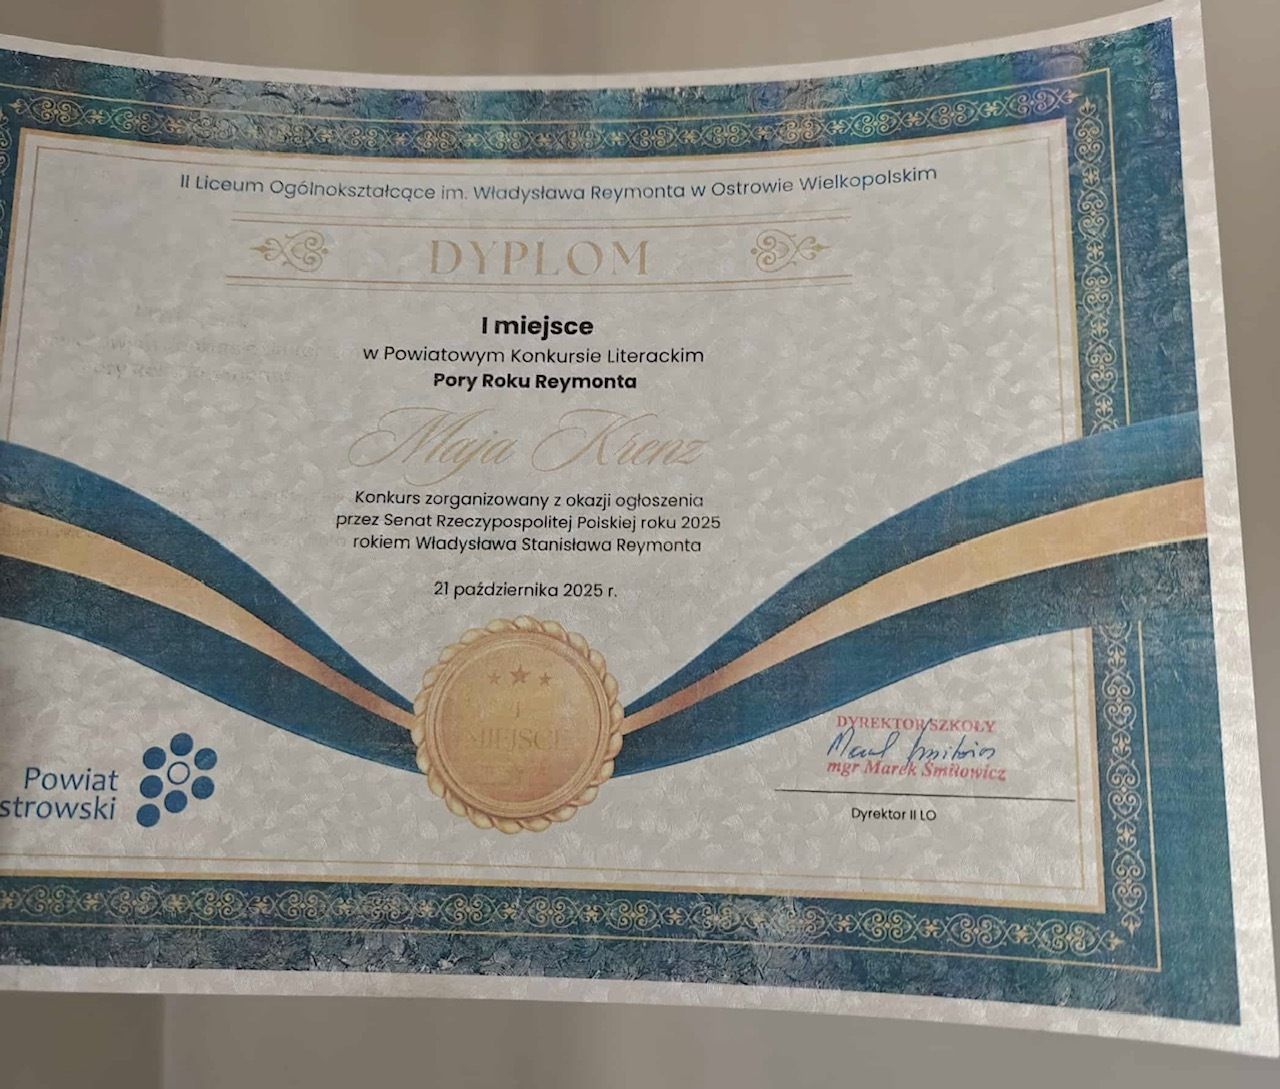 II Liceum Ogólnokształcące im. Władysława Reymonta w Ostrowie Wielkopolskim
DYPLOM
I miejsce
w Powiatowym Konkursie Literackim
Pory Roku Reymonta
Maja Krenz
Konkurs zorganizowany z okazji ogłoszenia
przez Senat Rzeczypospolitej Polskiej roku 2025
rokiem Władysława Stanisława Reymonta
21 października 2025 r.
I
MIEJSCE
Powiat
strowski
DYREKTOR SZKOŁY
mgr Marek Śmiłowicz
Dyrektor II LO